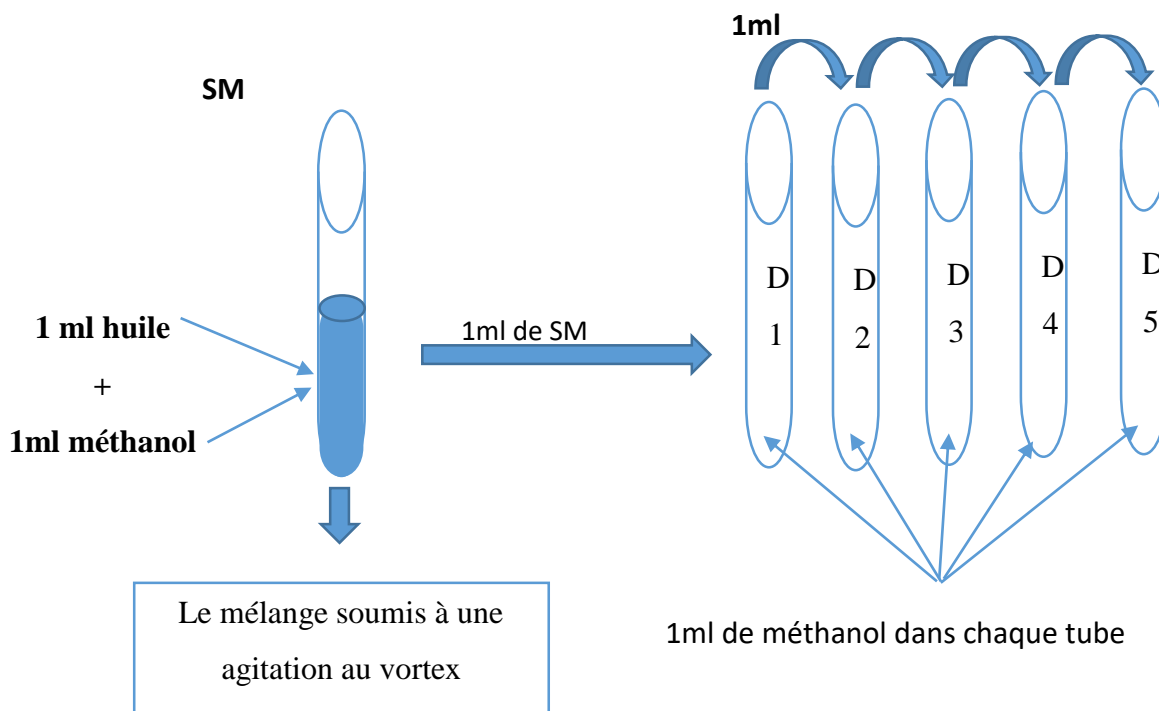 SM
1 ml huile
+
1ml méthanol
Le mélange soumis à une
agitation au vortex
1ml de SM
1ml
D
1
D
2
D
3
D
4
D
5
1ml de méthanol dans chaque tube